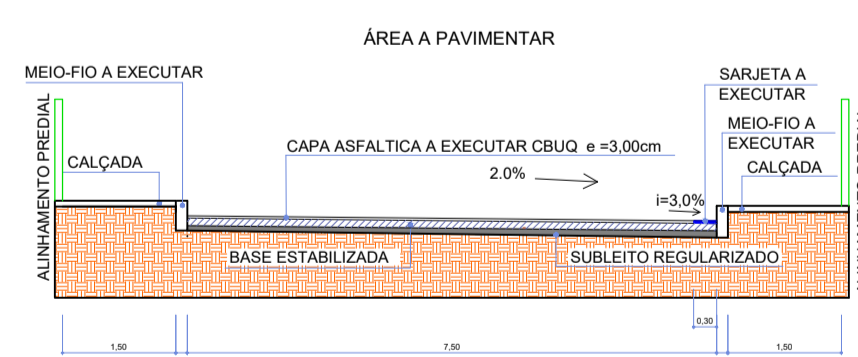 ÁREA A PAVIMENTAR
MEIO-FIO A EXECUTAR
SARJETA A
EXECUTAR
MEIO-FIO A
EXECUTAR
ALINHAMENTO PREDIAL
CALÇADA
CAPA ASFALTICA A EXECUTAR CBUQ e =3,00cm
2.0%
i=3,0%
CALÇADA
BASE ESTABILIZADA
SUBLEITO REGULARIZADO
0,30
1,50
7,50
1,50